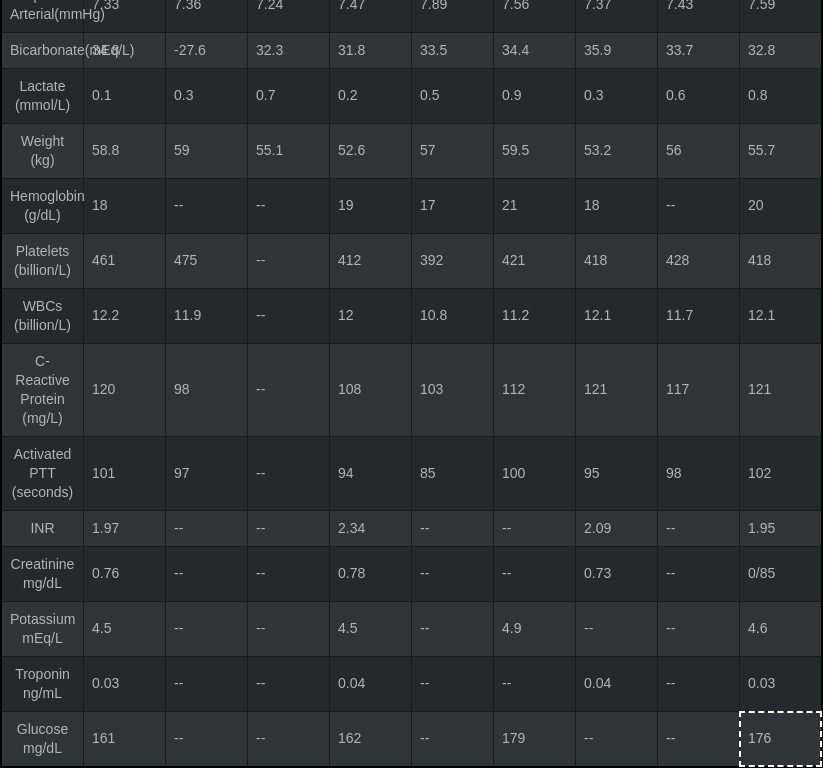 Arterial(mmHg) 7.33 7.36 7.24 7.47 7.89 7.56 7.37 7.43 7.59
Bicarbonate(mEq/L) -27.6 32.3 31.8 33.5 34.4 35.9 33.7 32.8
Lactate
(mmol/L) 0.1 0.3 0.7 0.2 0.5 0.9 0.3 0.6 0.8
Weight
(kg) 58.8 59 55.1 52.6 57 59.5 53.2 56 55.7
Hemoglobin
(g/dL) 18 -- -- 19 17 21 18 -- 20
Platelets
(billion/L) 461 475 -- 412 392 421 418 428 418
WBCs
(billion/L) 12.2 11.9 -- 12 10.8 11.2 12.1 11.7 12.1
C-
Reactive
Protein
(mg/L) 120 98 -- 108 103 112 121 117 121
Activated
PTT
(seconds) 101 97 -- 94 85 100 95 98 102
INR 1.97 -- -- 2.34 -- -- 2.09 -- 1.95
Creatinine
mg/dL 0.76 -- -- 0.78 -- -- 0.73 -- 0/85
Potassium
mEq/L 4.5 -- -- 4.5 -- 4.9 -- -- 4.6
Troponin
ng/mL 0.03 -- -- 0.04 -- -- 0.04 -- 0.03
Glucose
mg/dL 161 -- -- 162 -- 179 -- -- 176